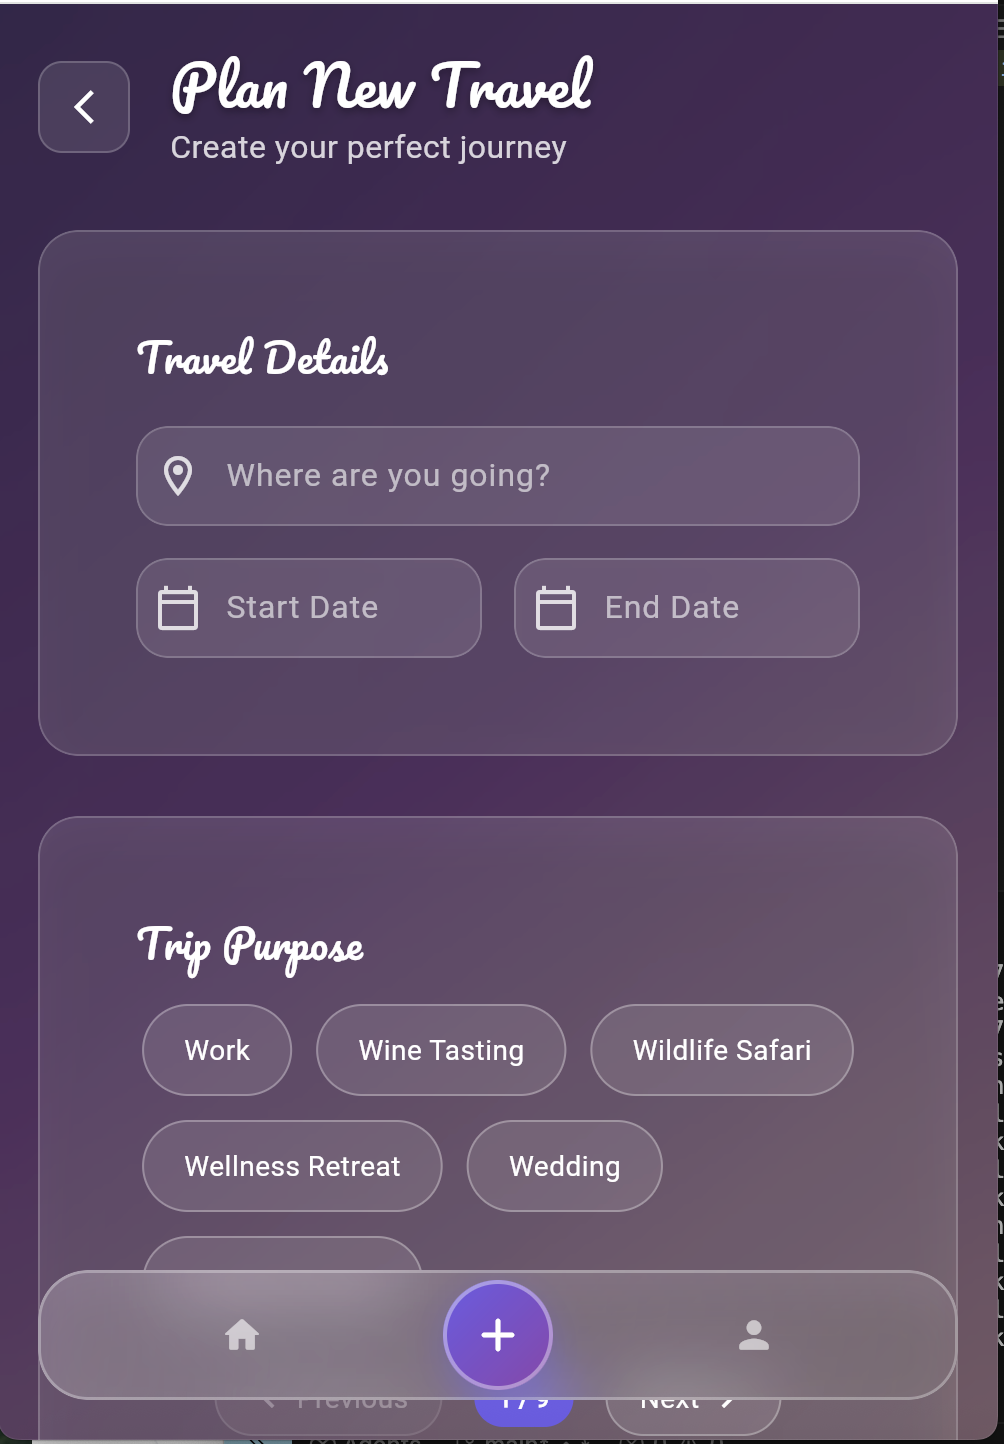 Plan New Travel
Create your perfect journey
Travel Details
Where are you going?
Start Date
End Date
Trip Purpose
Work
Wine Tasting
Wildlife Safari
Wellness Retreat
Wedding
Previous
1 / 9
Next